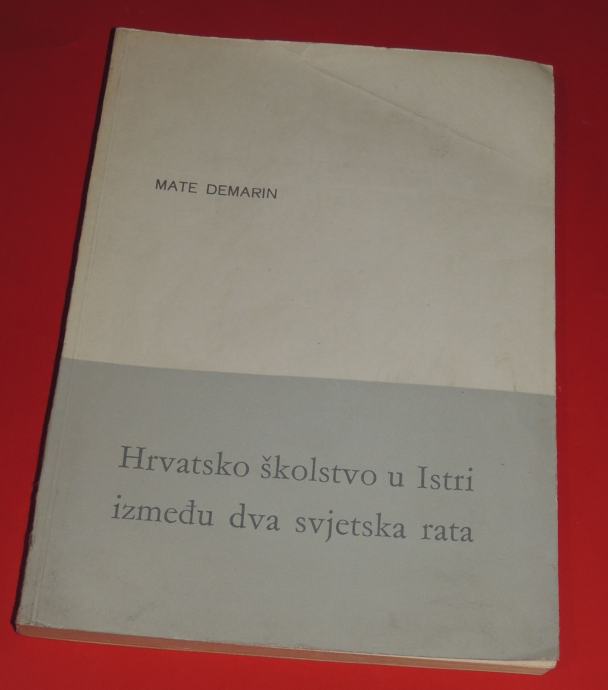 MATE DEMARIN
Hrvatsko školstvo u Istri
između dva svjetska rata